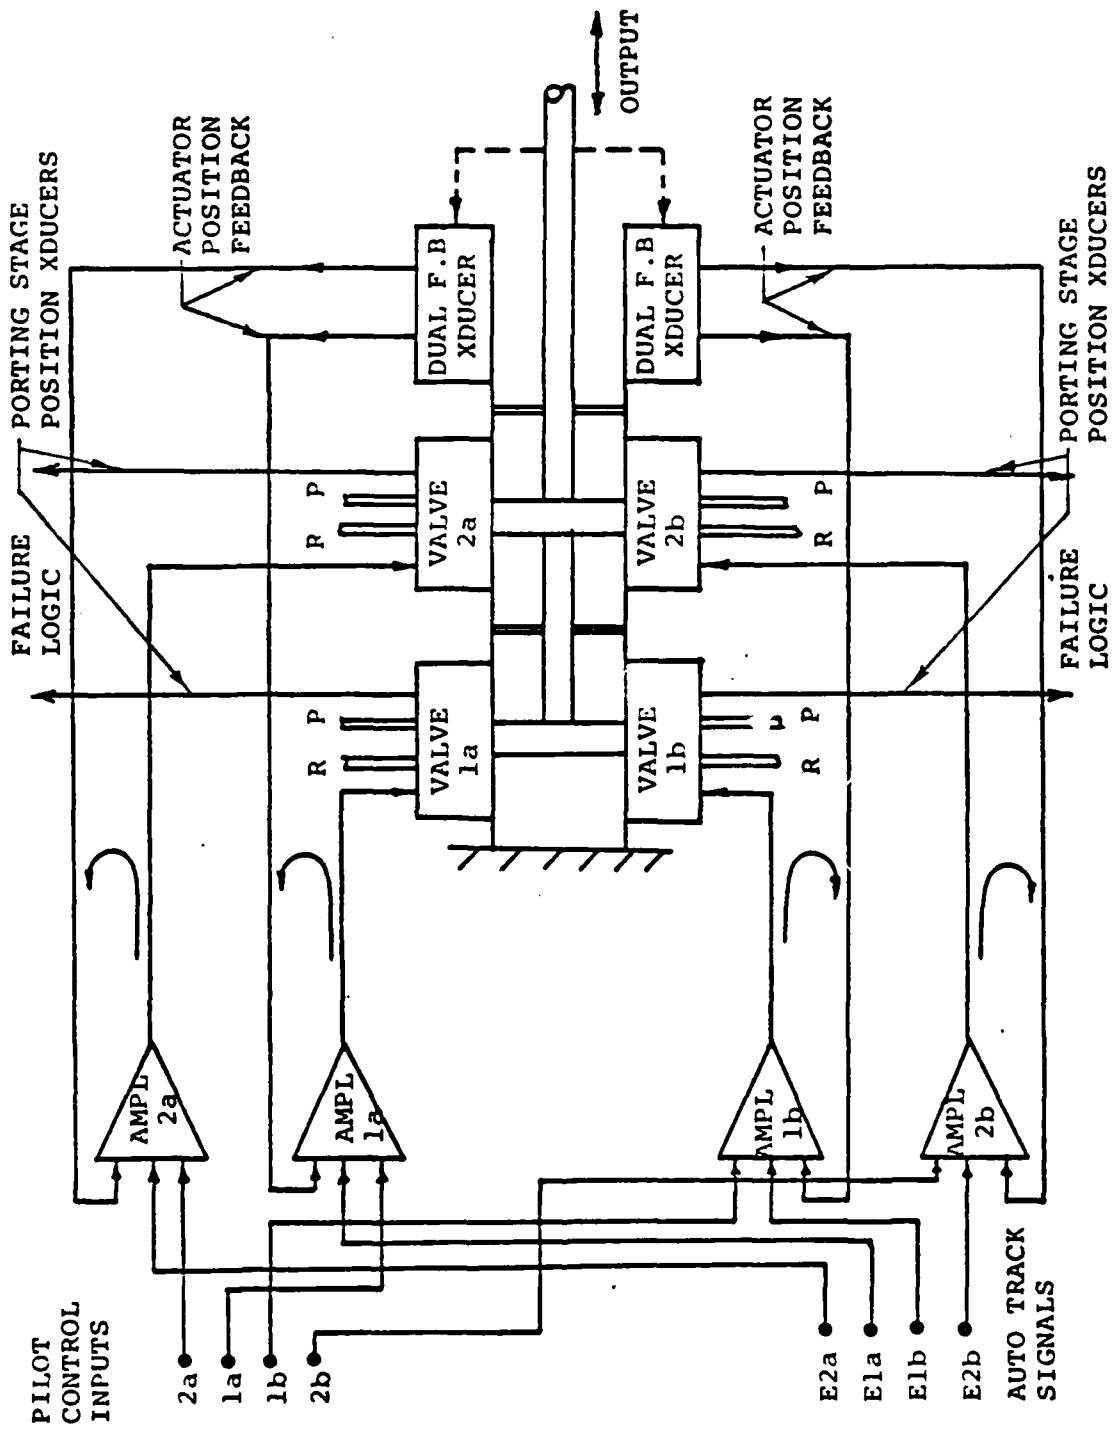 PILOT
CONTROL
INPUTS
2a
1a
1b
2b
E2a
E1a
E1b
E2b
AUTO TRACK
SIGNALS
AMPL
2a
AMPL
1a
AMPL
1b
AMPL
2b
FAILURE
LOGIC
PORTING STAGE
POSITION XDUCERS
ACTUATOR
POSITION
FEEDBACK
R
P
R
P
VALVE
1a
VALVE
2a
DUAL F.B
XDUCER
OUTPUT
VALVE
1b
VALVE
2b
DUAL F.B
XDUCER
R
P
R
P
ACTUATOR
POSITION
FEEDBACK
FAILURE
LOGIC
PORTING STAGE
POSITION XDUCERS